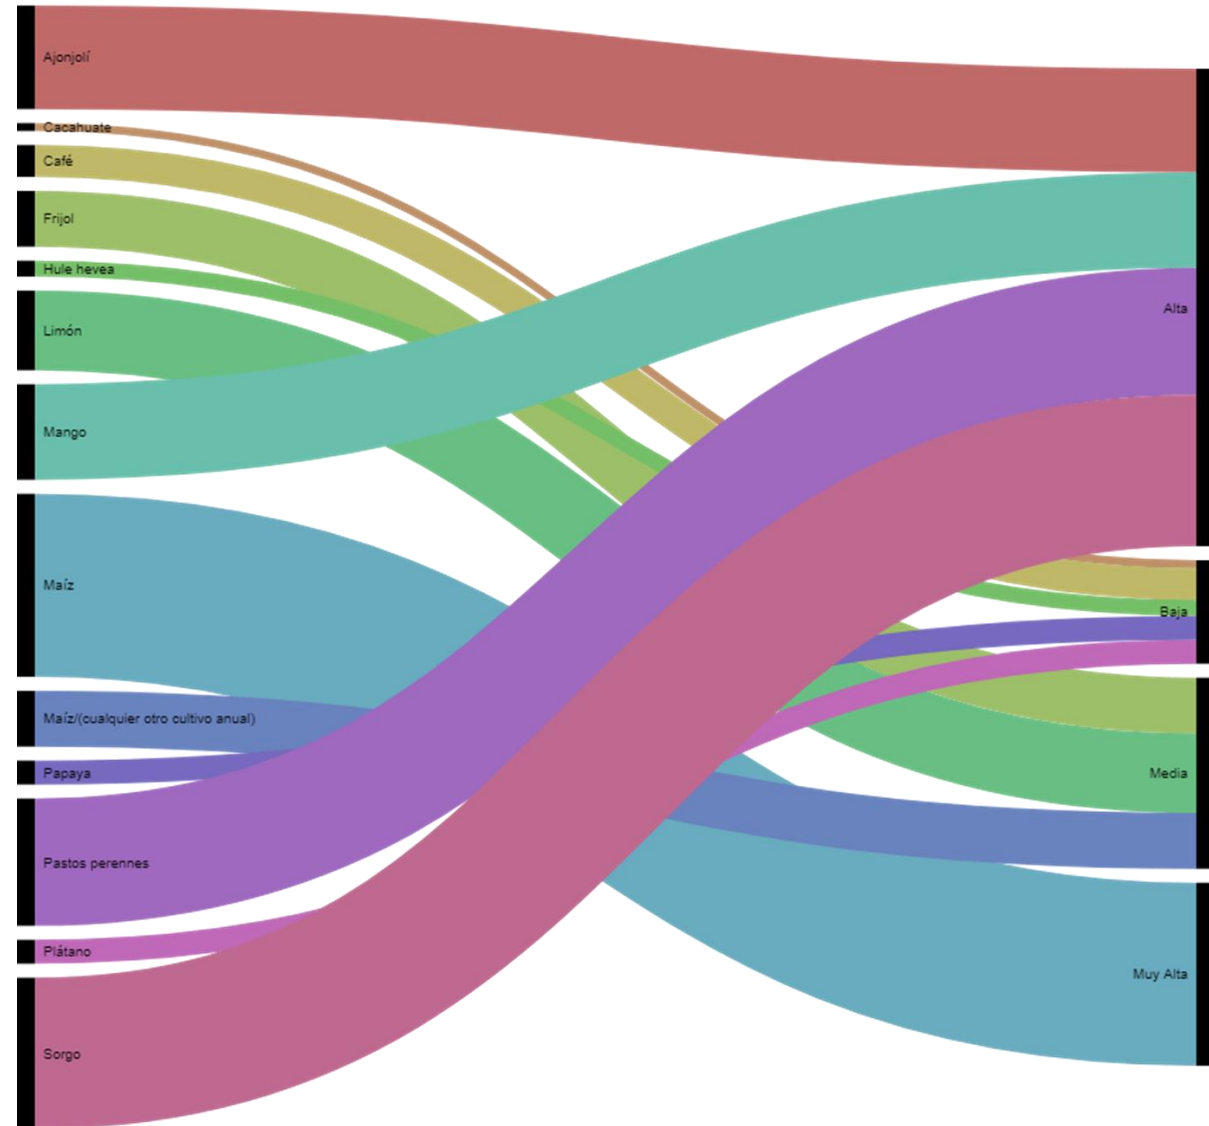 Ajonjolí
Cacahuate
Café
Frijol
Hule hevea
Limón
Mango
Maíz
Maíz/(cualquier otro cultivo anual)
Papaya
Pastos perennes
Plátano
Sorgo
Alta
Baja
Media
Muy Alta